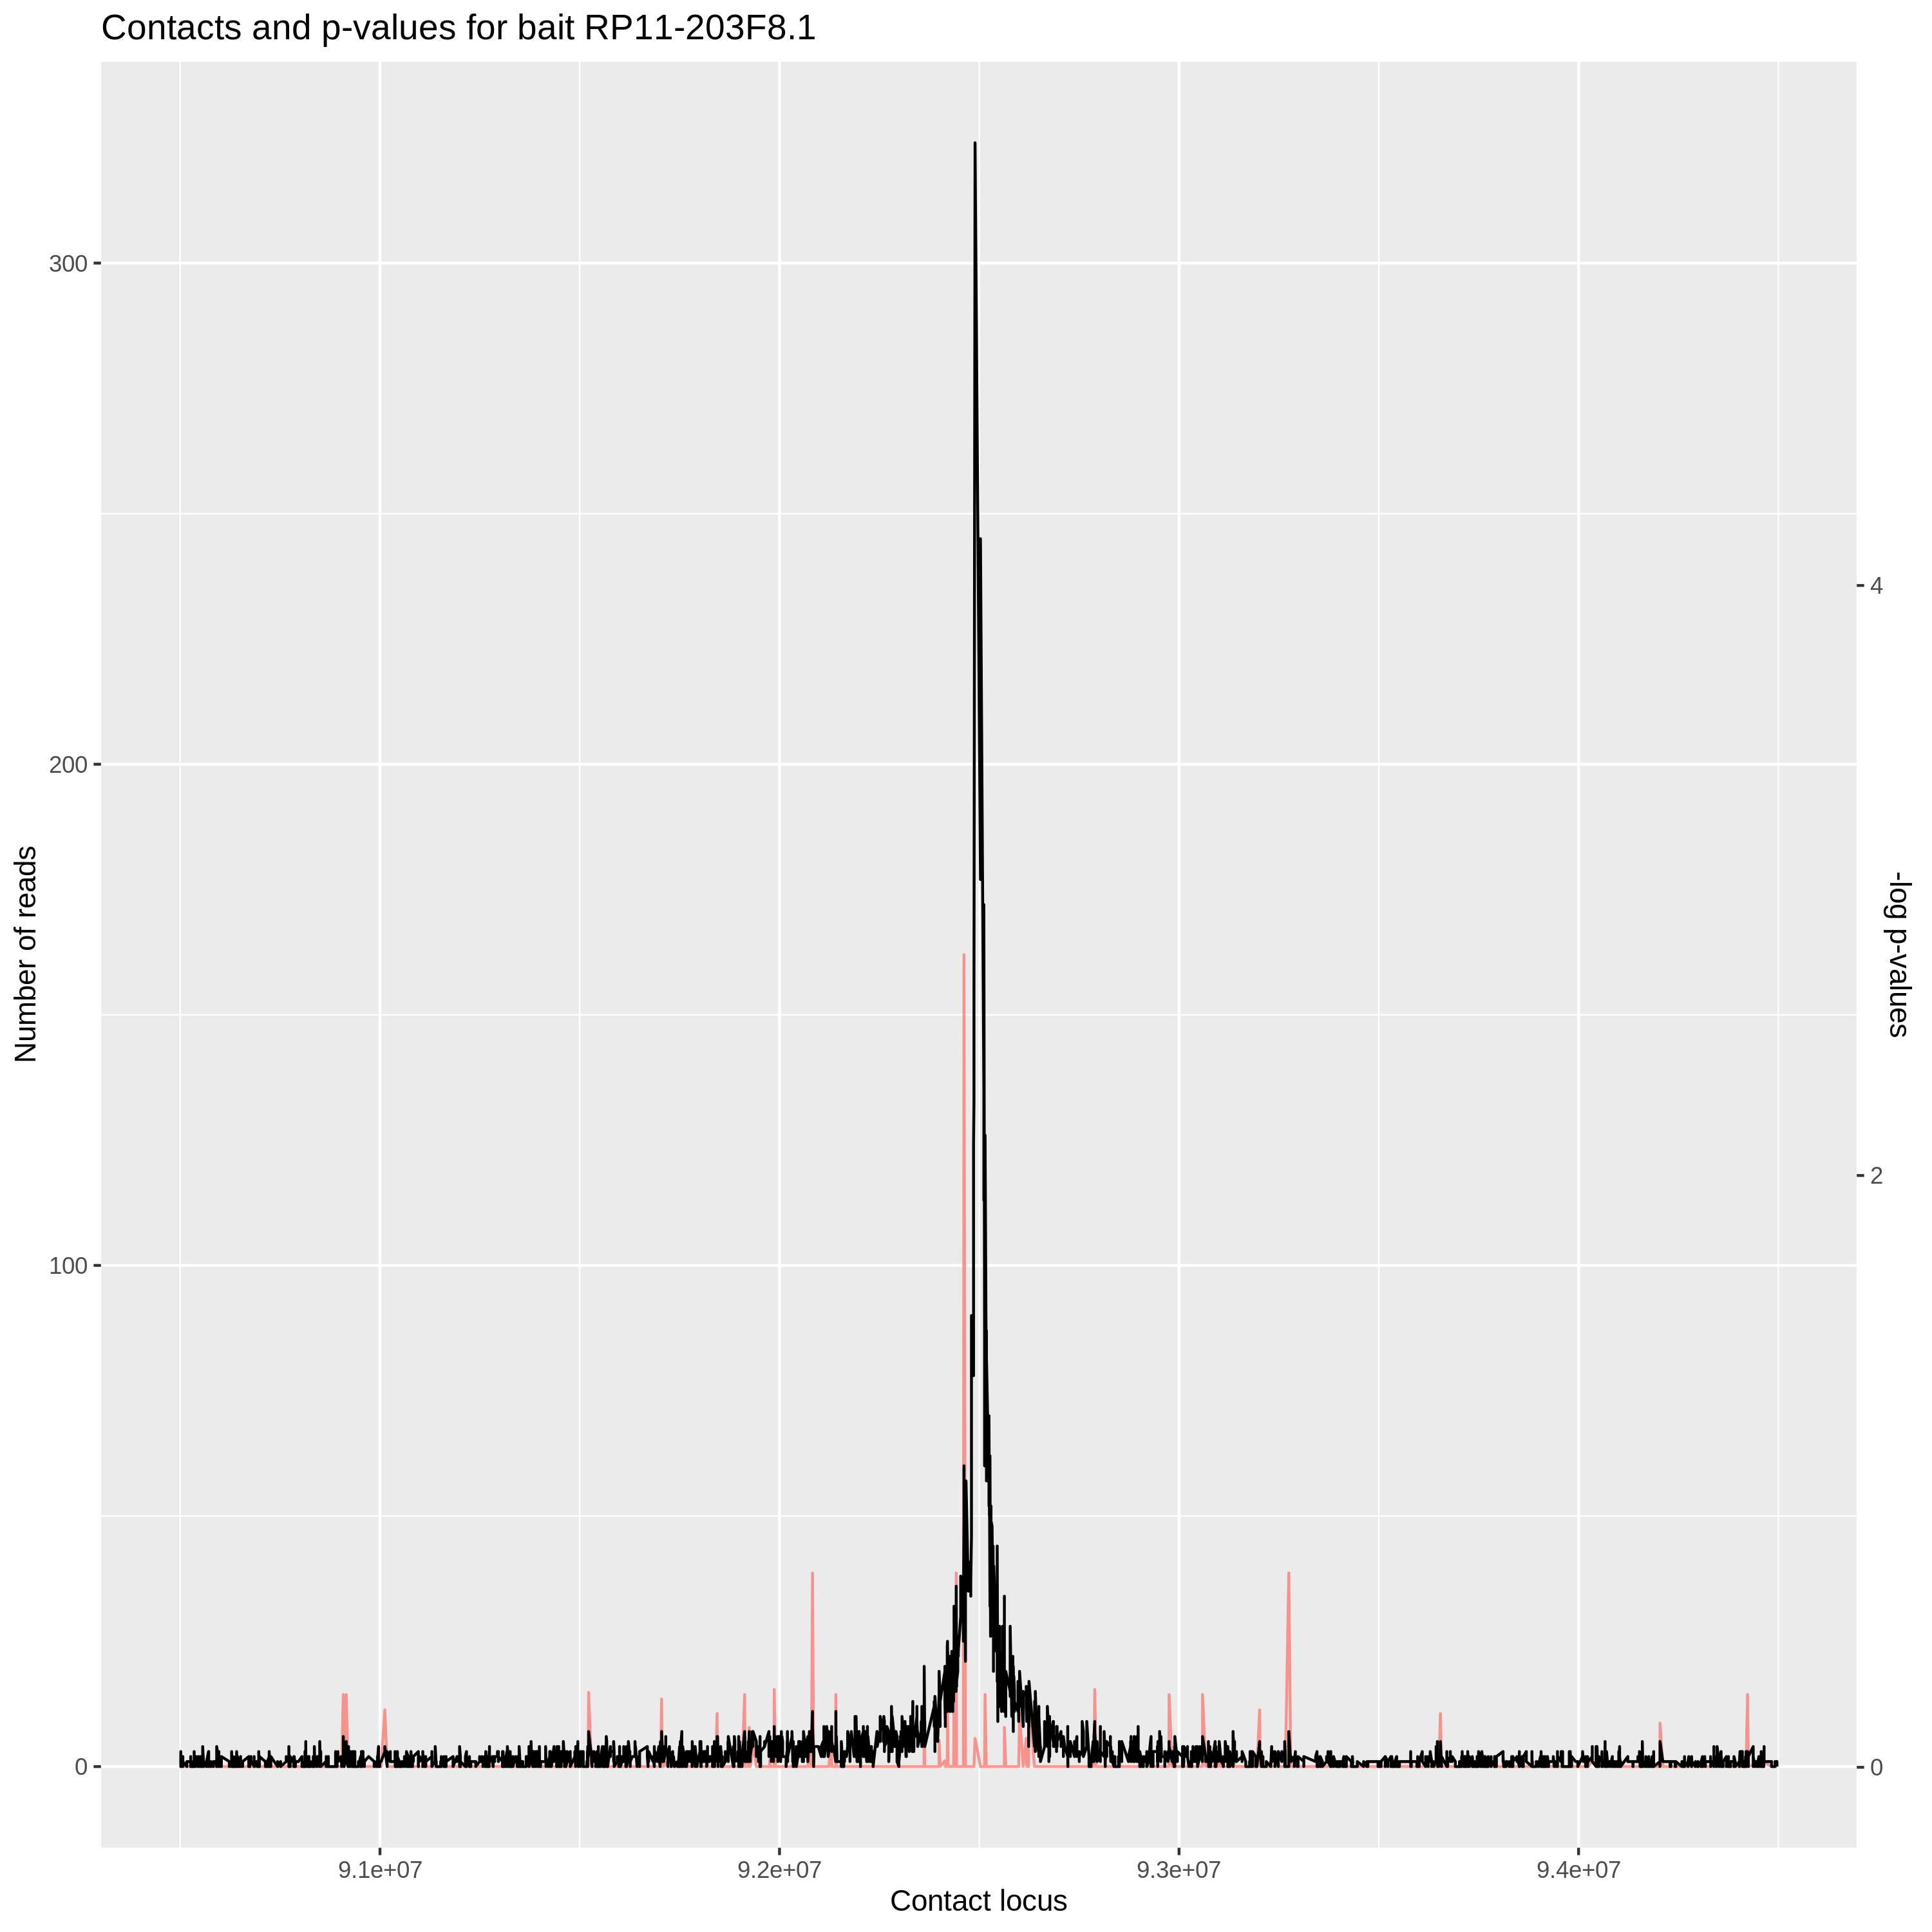 Contacts and p-values for bait RP11-203F8.1
300
200
100
0
Number of reads
4
2
0
-log p-values
9.1e+07
9.2e+07
9.3e+07
9.4e+07
Contact locus